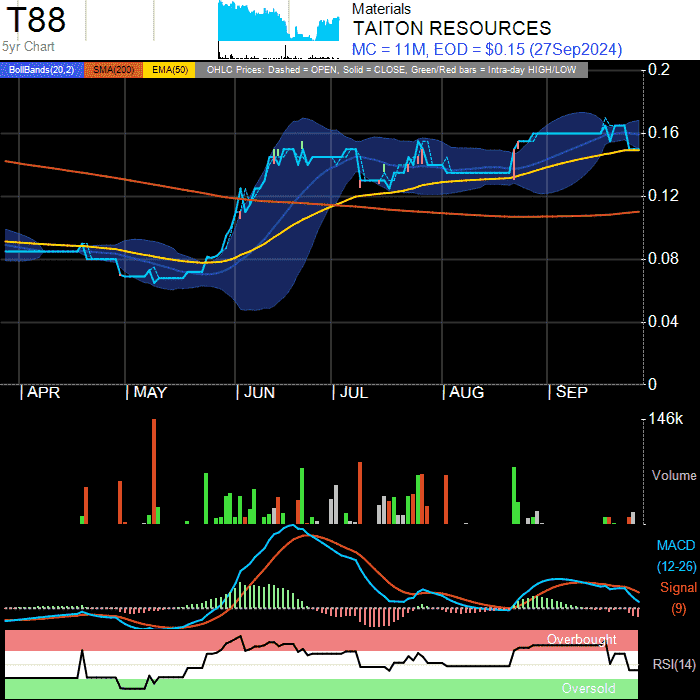 T88
5yr Chart
Materials
TAITON RESOURCES
MC = 11M, EOD = $0.15 (27Sep2024)
BollBands(20,2) SMA(200) EMA(50) OHLC Prices: Dashed = OPEN, Solid = CLOSE, Green/Red bars = Intra-day HIGH/LOW
0.2
0.16
0.12
0.08
0.04
0
APR MAY JUN JUL AUG SEP
146k
Volume
MACD
(12-26)
Signal
(9)
Overbought
RSI(14)
Oversold